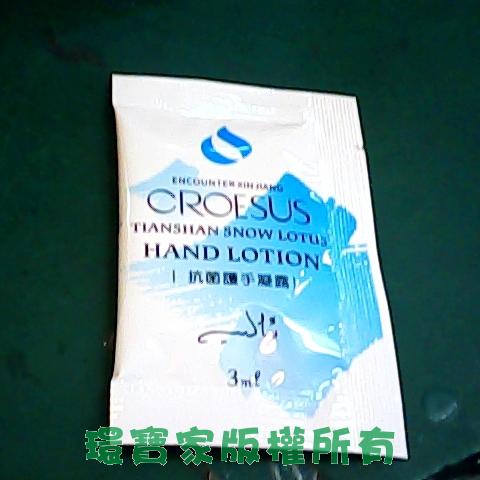 ENCOUNTER XIN JIANG
CROESUS
TIANSHAN SNOW LOTUS
HAND LOTION
抗菌護手凝露
3ml
環寶家版權所有